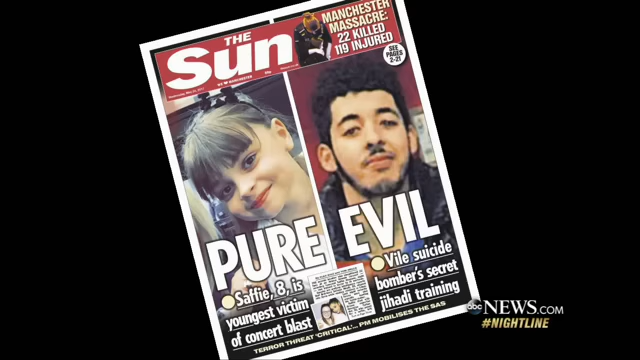 THE
Sun
MANCHESTER
MASSACRE:
22 KILLED
119 INJURED
SEE
PAGES
2-21
WE MANCHESTER
PURE EVIL
Saffie, 8, is
youngest victim
of concert blast
Vile suicide
bomber's secret
jihadi training
TERROR THREAT 'CRITICAL'... PM MOBILISES THE SAS
abc NEWS.COM
#NIGHTLINE